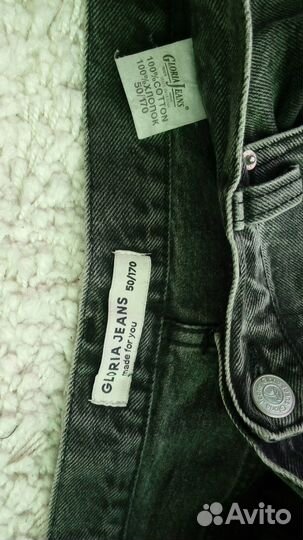 GLORIA JEANS®
100% COTTON
100% ХЛОПОК
50/170
GLORIA JEANS 50/170
made for you
Avito